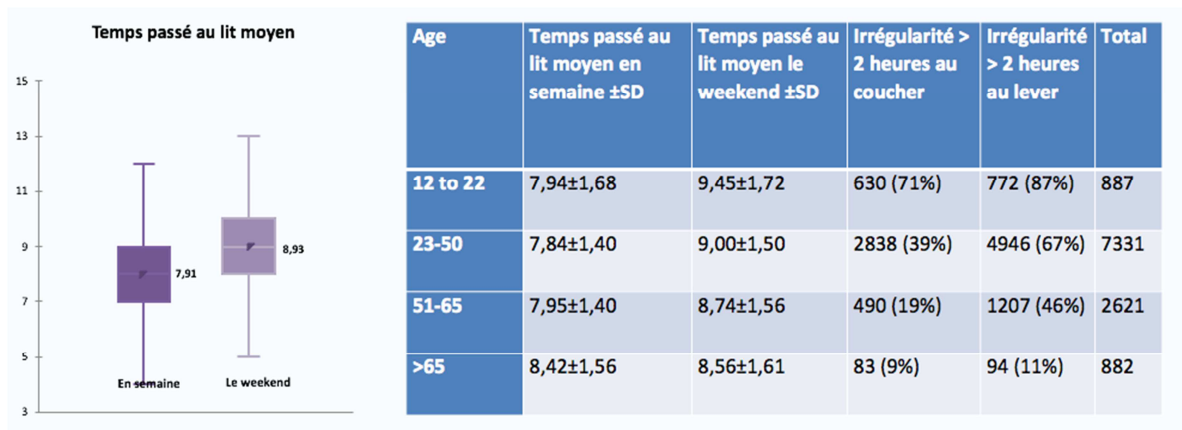 Temps passé au lit moyen
15
13
11
9
7
5
3
7,91
8,93
En semaine
Le weekend
Age
Temps passé au
lit moyen en
semaine ±SD
Temps passé au
lit moyen le
weekend ±SD
Irrégularité >
2 heures au
coucher
Irrégularité
> 2 heures
au lever
Total
12 to 22 7,94±1,68 9,45±1,72 630 (71%) 772 (87%) 887
23-50 7,84±1,40 9,00±1,50 2838 (39%) 4946 (67%) 7331
51-65 7,95±1,40 8,74±1,56 490 (19%) 1207 (46%) 2621
>65 8,42±1,56 8,56±1,61 83 (9%) 94 (11%) 882